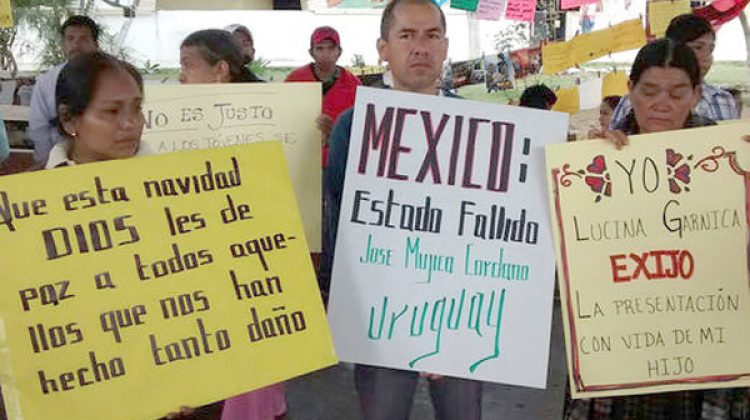 No es Justo
A LOS JÓVENES SE
Que esta navidad
DIOS les de
paz a todos aque-
llos que nos han
hecho tanto daño
MEXICO:
Estado Fallido
Jose Mujica Cordano
Uruguay
YO
LUCINA GARNICA
EXIJO
LA PRESENTACIÓN
CON VIDA DE MI
HIJO